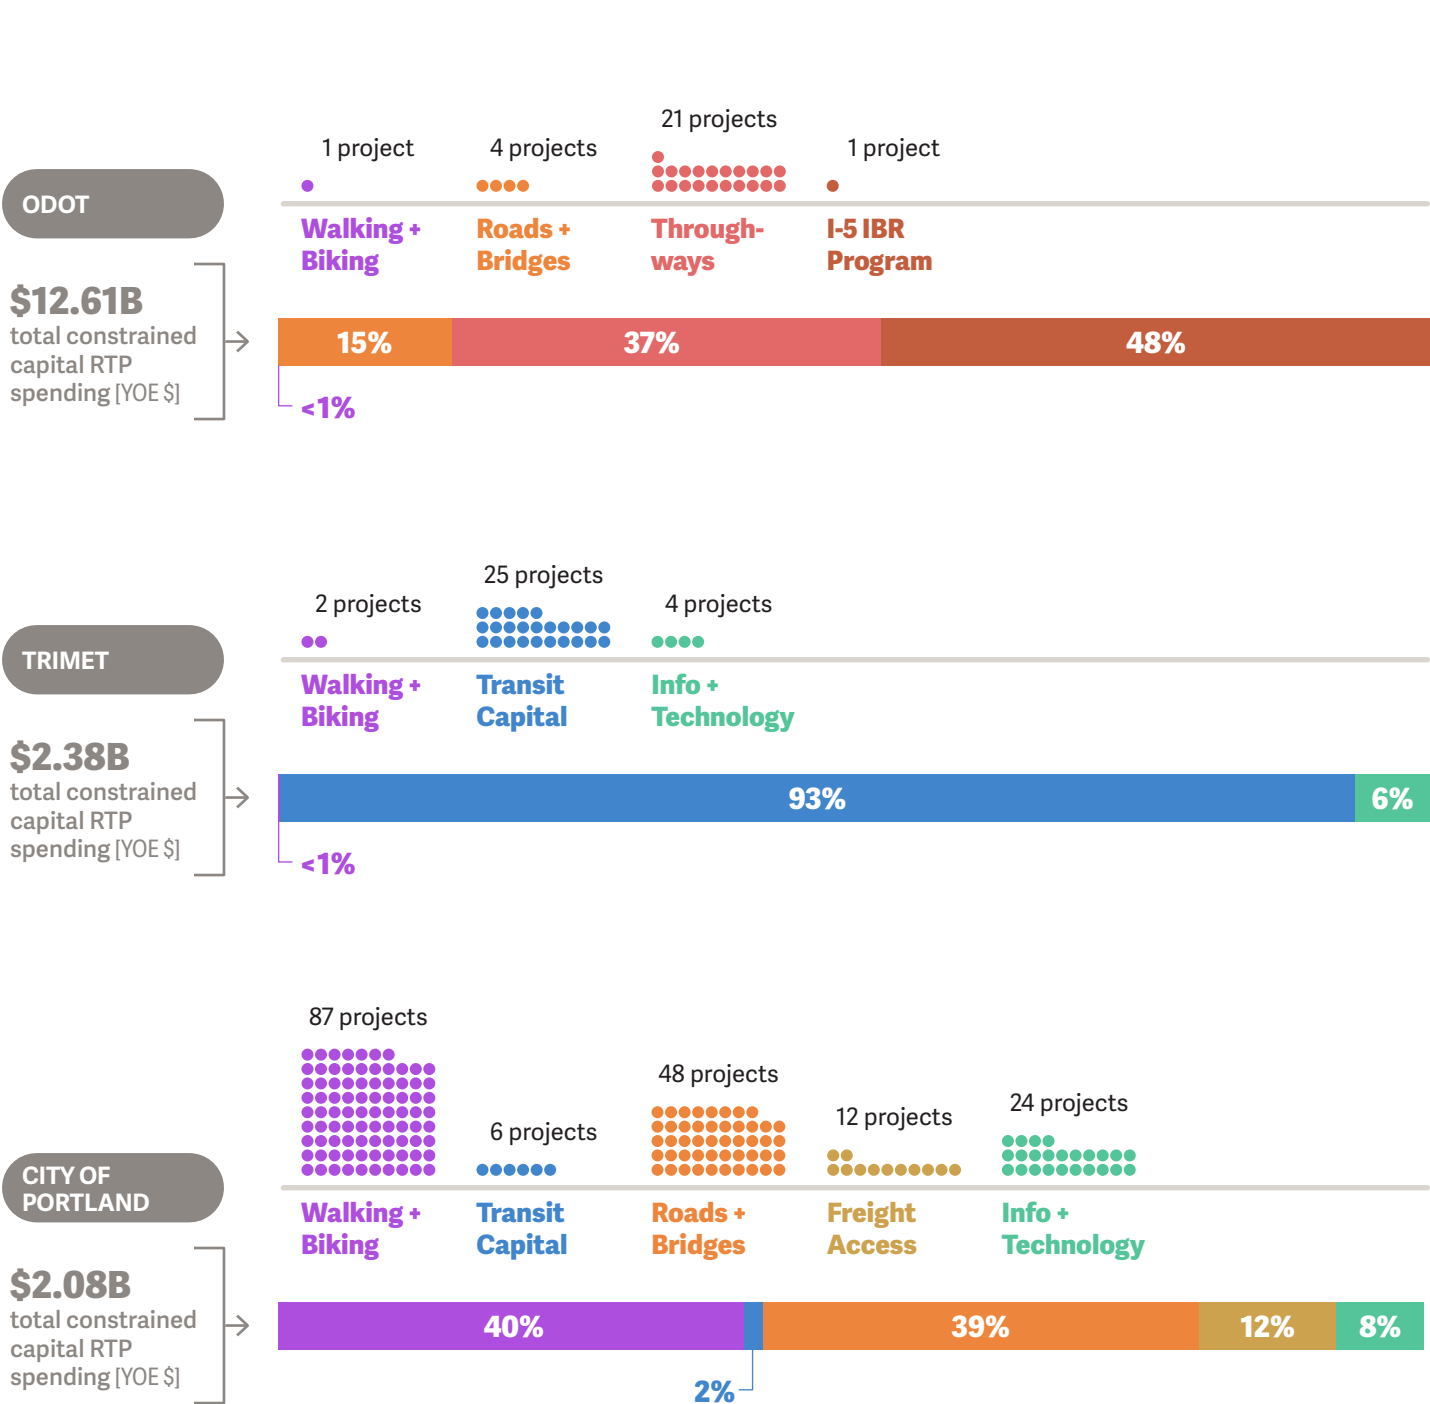 21 projects
1 project
4 projects
1 project
ODOT
Walking +
Biking
Roads +
Bridges
Through-
ways
I-5 IBR
Program
$12.61B
total constrained
capital RTP
spending [YOE $]
15%
37%
48%
<1%
25 projects
2 projects
4 projects
TRIMET
Walking +
Biking
Transit
Capital
Info +
Technology
$2.38B
total constrained
capital RTP
spending [YOE $]
93%
6%
<1%
87 projects
48 projects
24 projects
12 projects
6 projects
CITY OF
PORTLAND
Walking +
Biking
Transit
Capital
Roads +
Bridges
Freight
Access
Info +
Technology
$2.08B
total constrained
capital RTP
spending [YOE $]
40%
39%
12%
8%
2%